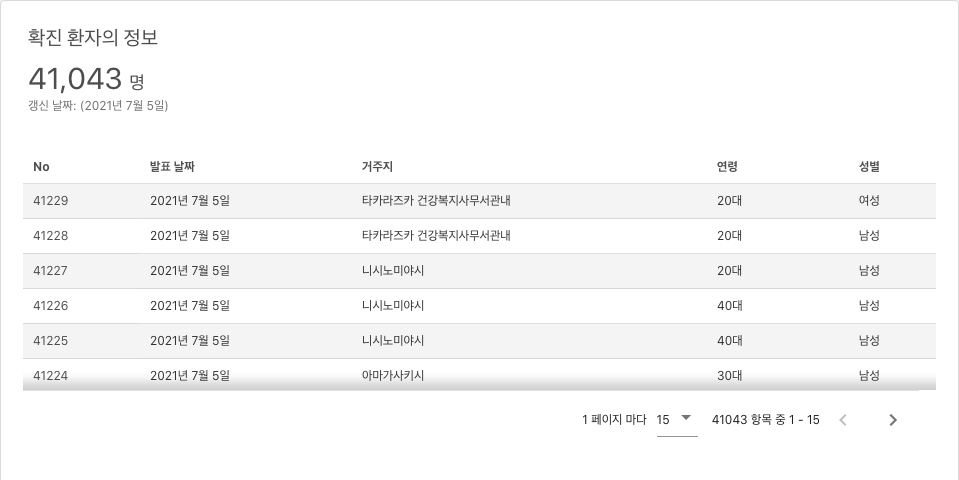 확진 환자의 정보
41,043 명
갱신 날짜: (2021년 7월 5일)
No 발표 날짜 거주지 연령 성별
41229 2021년 7월 5일 타카라즈카 건강복지사무서관내 20대 여성
41228 2021년 7월 5일 타카라즈카 건강복지사무서관내 20대 남성
41227 2021년 7월 5일 니시노미야시 20대 남성
41226 2021년 7월 5일 니시노미야시 40대 남성
41225 2021년 7월 5일 니시노미야시 40대 남성
41224 2021년 7월 5일 아마가사키시 30대 남성
1 페이지 마다 15 41043 항목 중 1 - 15